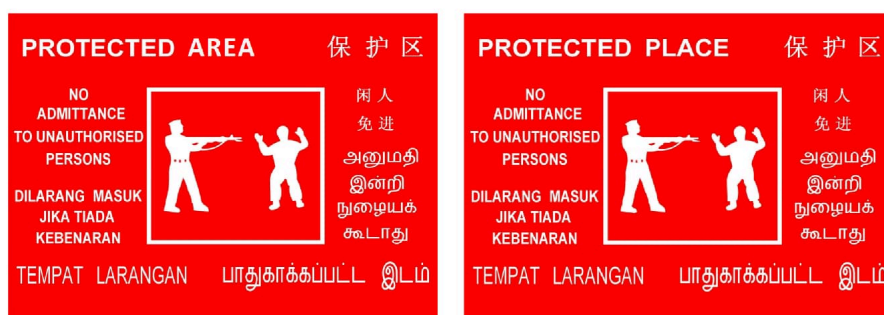 PROTECTED AREA 保护区
NO
ADMITTANCE
TO UNAUTHORISED
PERSONS
DILARANG MASUK
JIKA TIADA
KEBENARAN
闲人
免进
அனுமதி
இன்றி
நுழையக்
கூடாது
TEMPAT LARANGAN பாதுகாக்கப்பட்ட இடம்
PROTECTED PLACE 保护区
NO
ADMITTANCE
TO UNAUTHORISED
PERSONS
DILARANG MASUK
JIKA TIADA
KEBENARAN
闲人
免进
அனுமதி
இன்றி
நுழையக்
கூடாது
TEMPAT LARANGAN பாதுகாக்கப்பட்ட இடம்